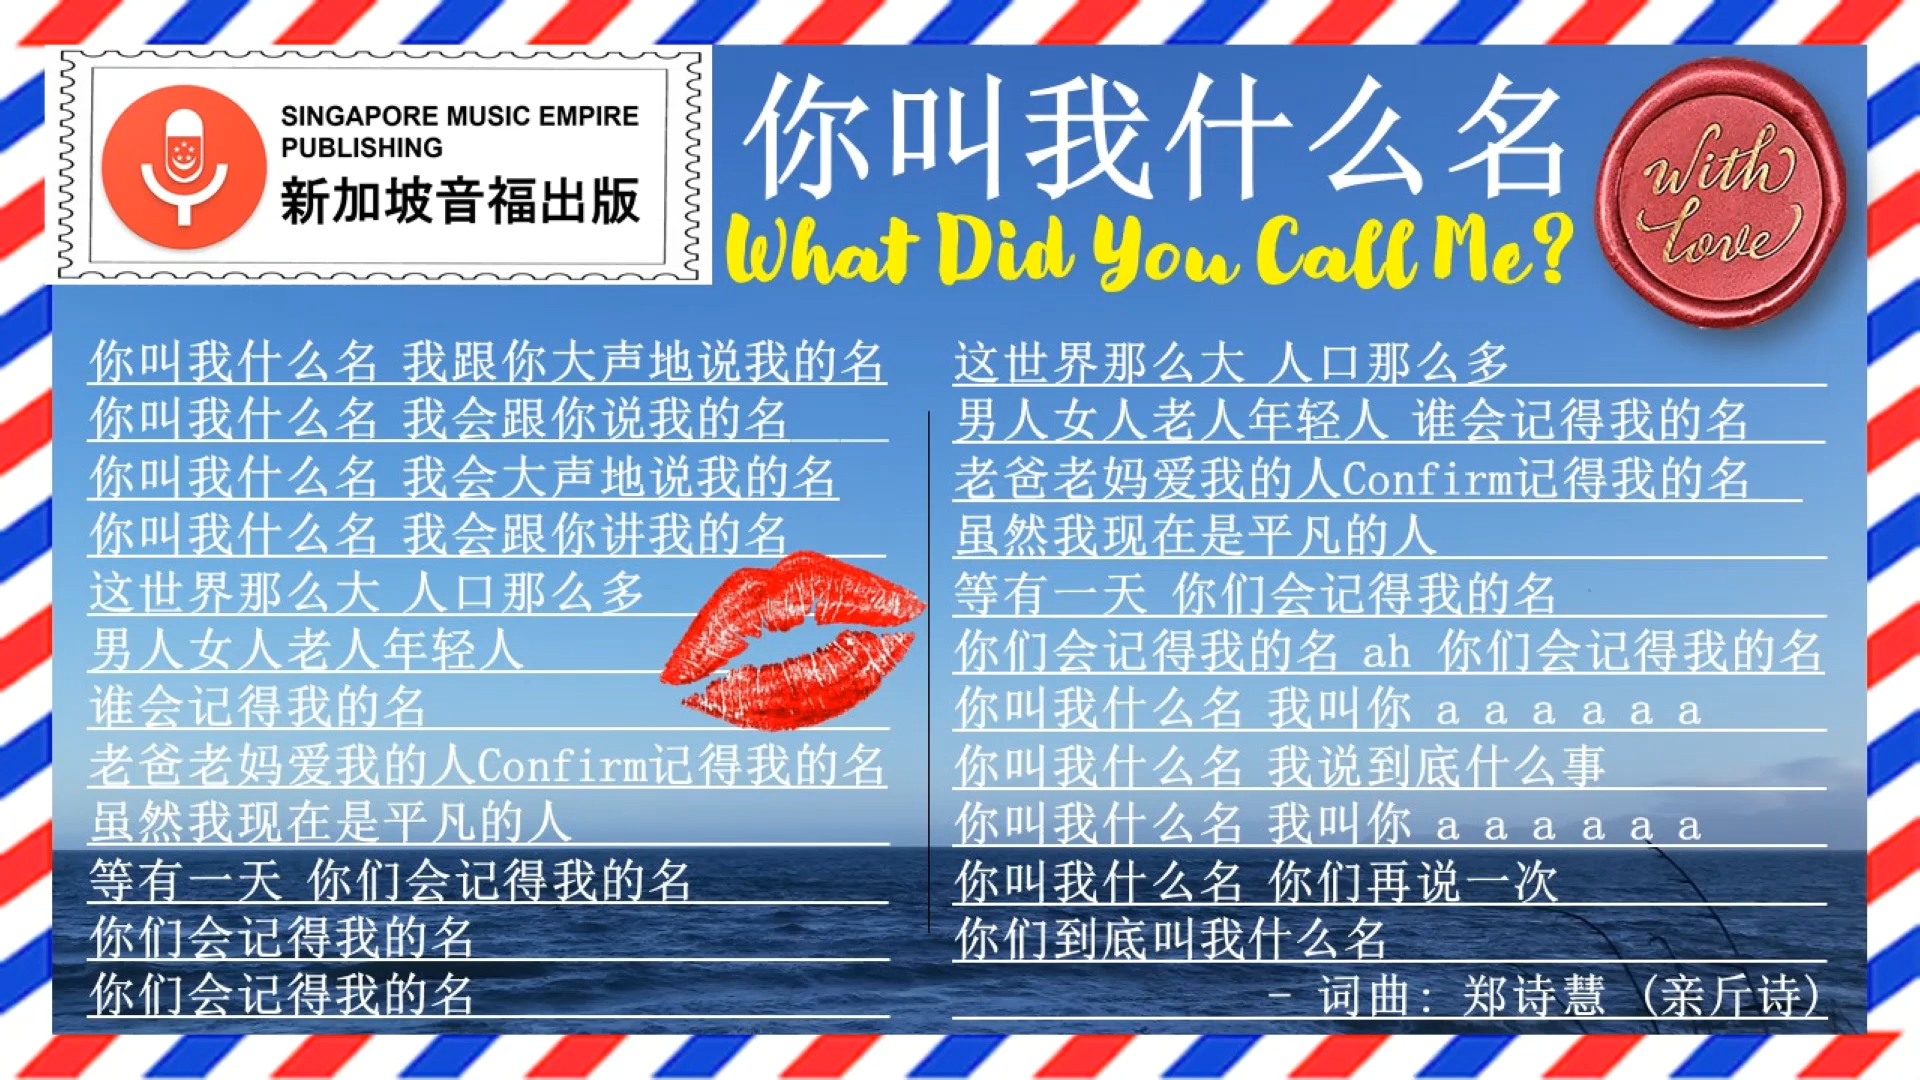 SINGAPORE MUSIC EMPIRE
PUBLISHING
新加坡音福出版
你叫我什么名
What Did You Call Me?
With
Love
你叫我什么名 我跟你大声地说我的名
你叫我什么名 我会跟你说我的名
你叫我什么名 我会大声地说我的名
你叫我什么名 我会跟你讲我的名
这世界那么大 人口那么多
男人女人老人年轻人
谁会记得我的名
老爸老妈爱我的人Confirm记得我的名
虽然我现在是平凡的人
等有一天 你们会记得我的名
你们会记得我的名
你们会记得我的名
这世界那么大 人口那么多
男人女人老人年轻人 谁会记得我的名
老爸老妈爱我的人Confirm记得我的名
虽然我现在是平凡的人
等有一天 你们会记得我的名
你们会记得我的名 ah 你们会记得我的名
你叫我什么名 我叫你 a a a a a a
你叫我什么名 我说到底什么事
你叫我什么名 我叫你 a a a a a a
你叫我什么名 你们再说一次
你们到底叫我什么名
- 词曲: 郑诗慧 (亲斤诗)